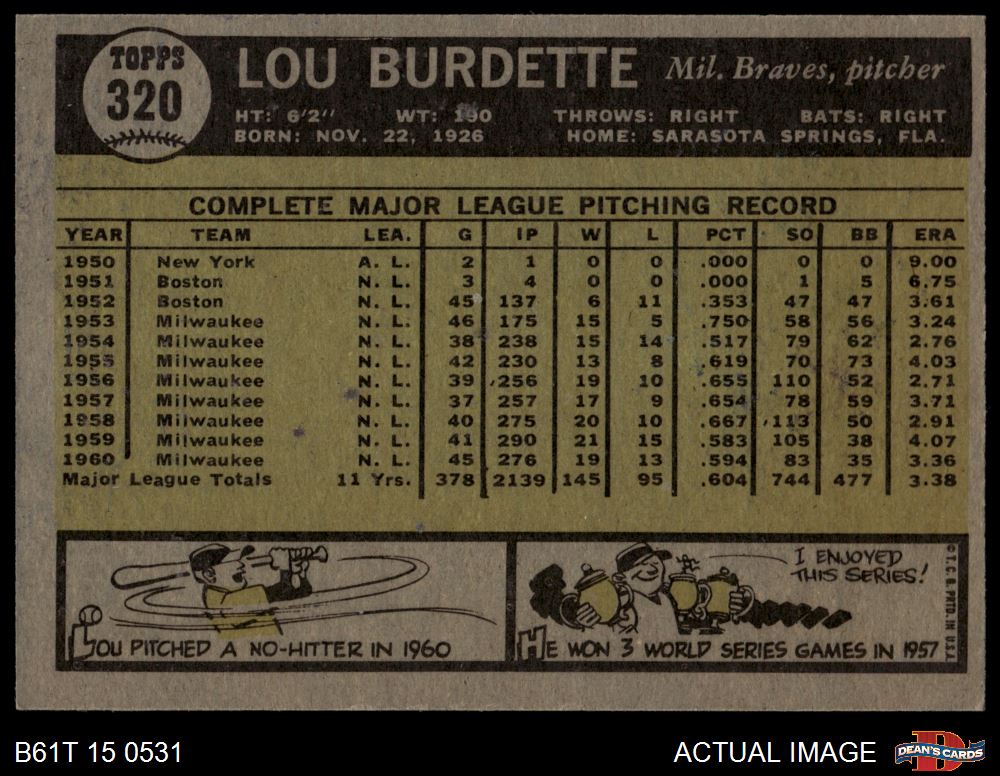 TOPPS
320
LOU BURDETTE Mil. Braves, pitcher
HT: 6'2" WT: 190 THROWS: RIGHT BATS: RIGHT
BORN: NOV. 22, 1926 HOME: SARASOTA SPRINGS, FLA.
COMPLETE MAJOR LEAGUE PITCHING RECORD
YEAR TEAM LEA. G IP W L PCT SO BB ERA
1950 New York A. L. 2 1 0 0 .000 0 0 9.00
1951 Boston N. L. 3 4 0 0 .000 1 5 6.75
1952 Boston N. L. 45 137 6 11 .353 47 47 3.61
1953 Milwaukee N. L. 46 175 15 5 .750 58 56 3.24
1954 Milwaukee N. L. 38 238 15 14 .517 79 62 2.76
1955 Milwaukee N. L. 42 230 13 8 .619 70 73 4.03
1956 Milwaukee N. L. 39 256 19 10 .655 110 52 2.71
1957 Milwaukee N. L. 37 257 17 9 .654 78 59 3.71
1958 Milwaukee N. L. 40 275 20 10 .667 113 50 2.91
1959 Milwaukee N. L. 41 290 21 15 .583 105 38 4.07
1960 Milwaukee N. L. 45 276 19 13 .594 83 35 3.36
Major League Totals 11 Yrs. 378 2139 145 95 .604 744 477 3.38
LOU PITCHED A NO-HITTER IN 1960
I ENJOYED
THIS SERIES!
HE WON 3 WORLD SERIES GAMES IN 1957
© T. C. G. PRTD. IN U.S.A.
B61T 15 0531
ACTUAL IMAGE
DEAN'S CARDS